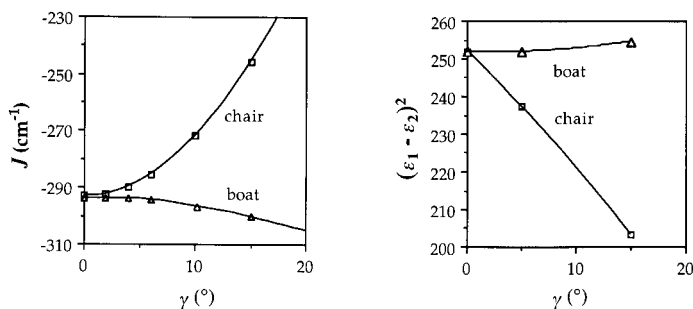 -230
-250
-270
-290
-310
J (cm⁻¹)
chair
boat
0
10
20
γ (°)
260
250
240
230
220
210
200
(ε₁ - ε₂)²
boat
chair
0
10
20
γ (°)